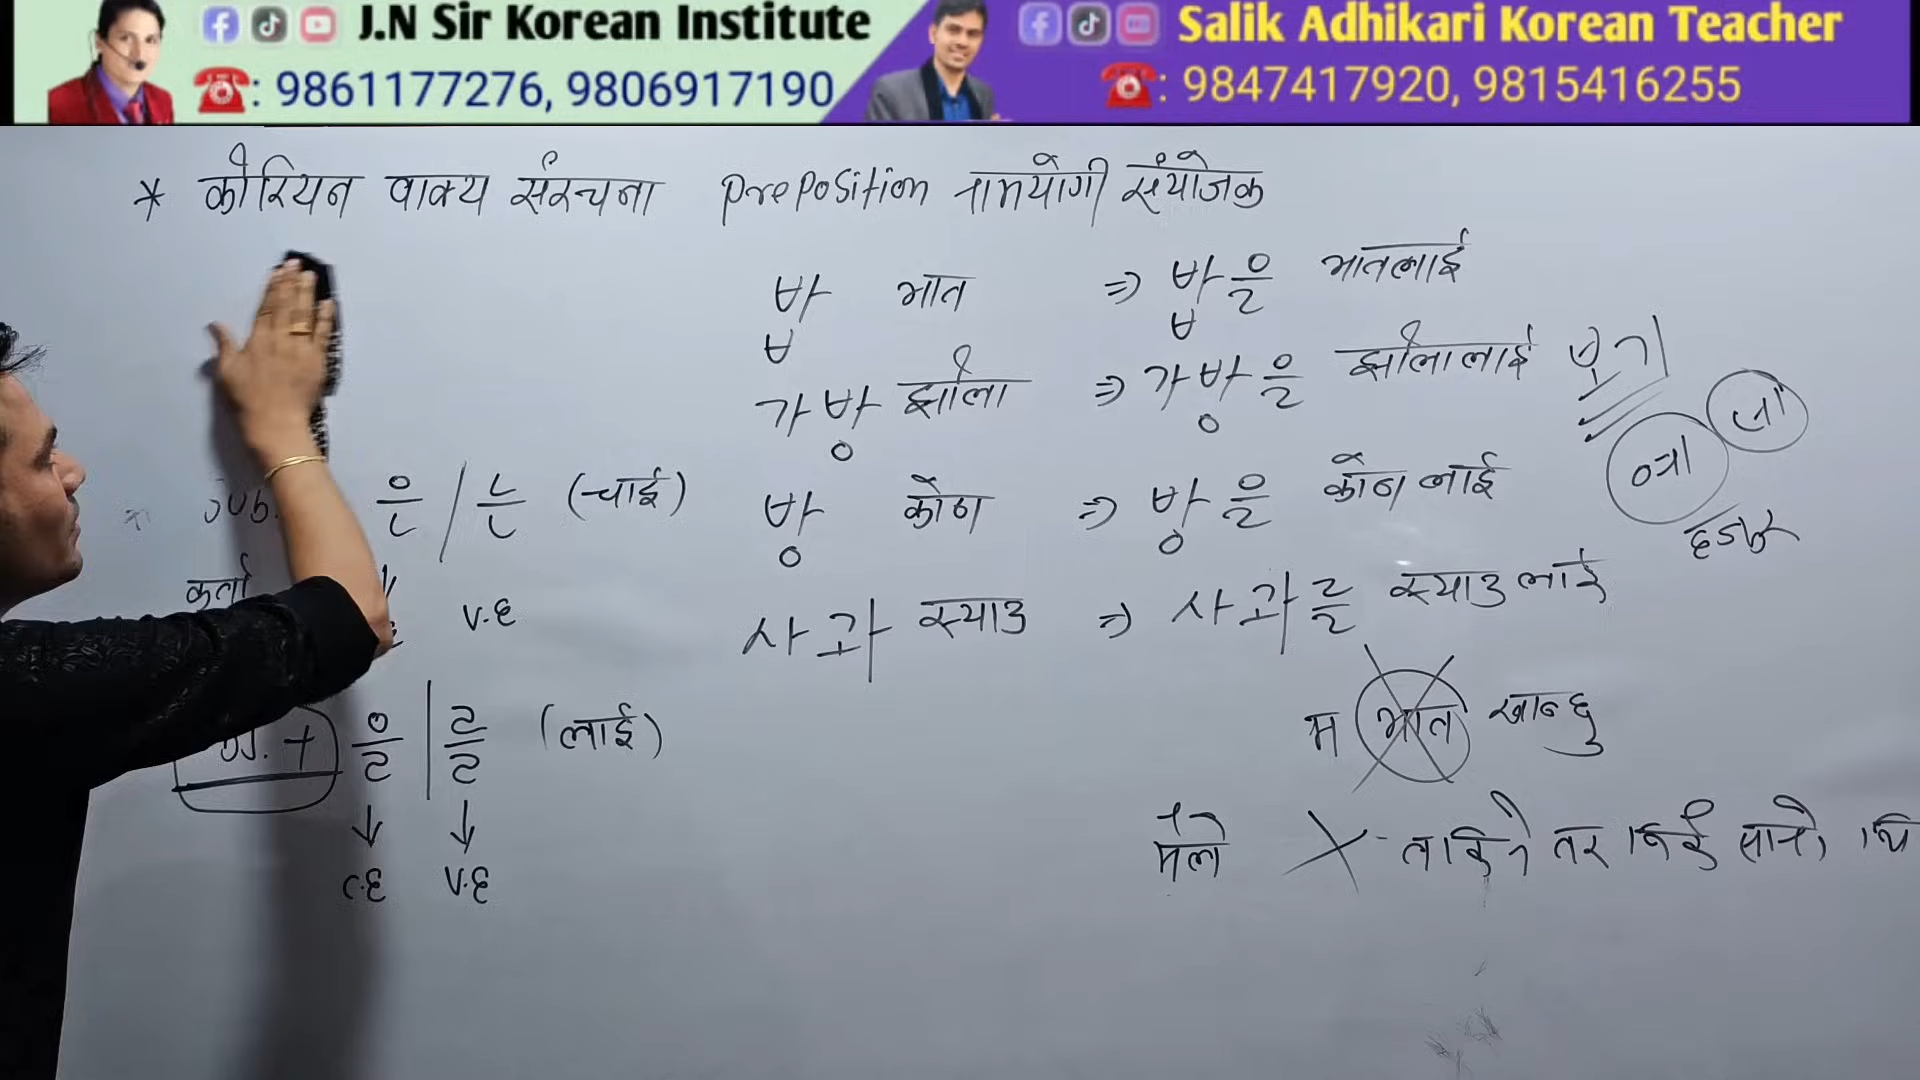 J.N Sir Korean Institute
☎: 9861177276, 9806917190
Salik Adhikari Korean Teacher
☎: 9847417920, 9815416255
* कोरियन वाक्य संरचना preposition नामयोगी संयोजक
밥 भात ⇒ 밥을 भातलाई
가방 झोला ⇒ 가방을 झोलालाई
Sub. 은/는 (चाई)
방 कोठा ⇒ 방을 कोठालाई
कर्ता
V.E
사과 स्याउ ⇒ 사과를 स्याउलाई
+ 을/를 (लाई)
म भात खान्छु
C.E V.E
मैले